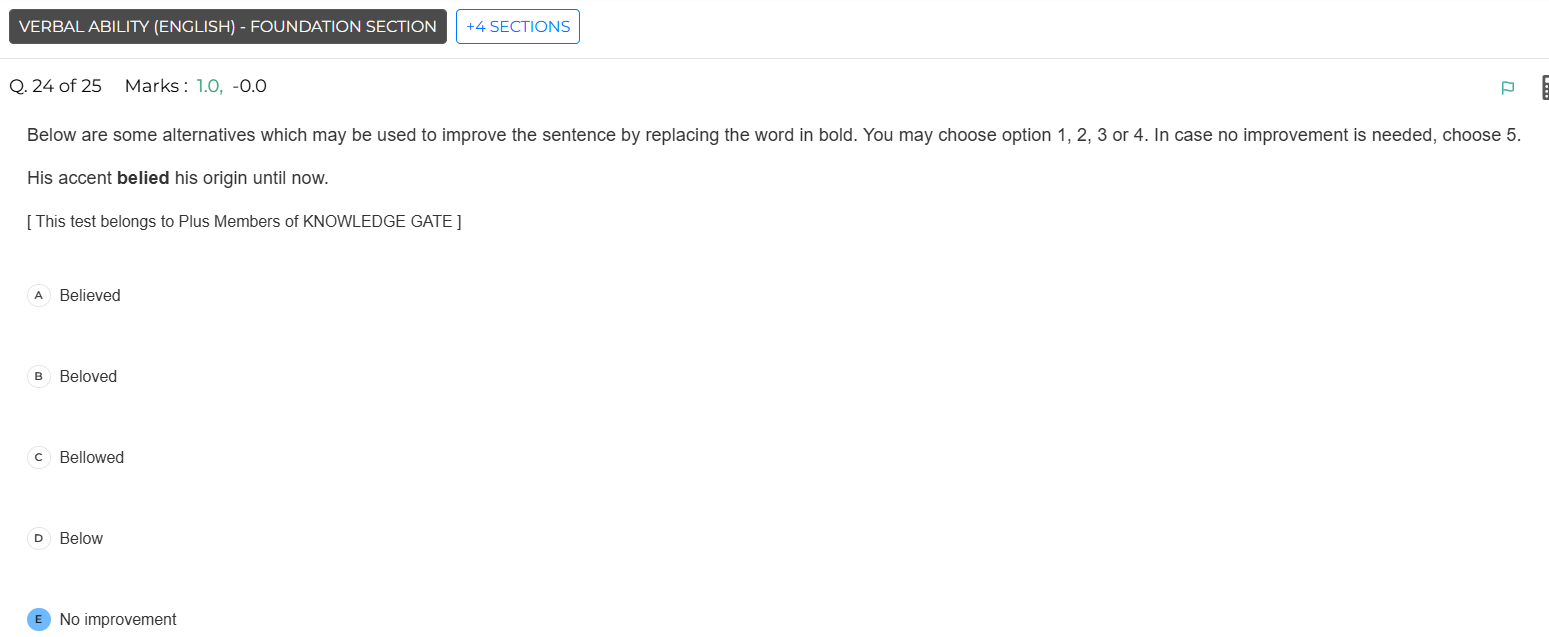 VERBAL ABILITY (ENGLISH) - FOUNDATION SECTION +4 SECTIONS
Q. 24 of 25 Marks : 1.0, -0.0
Below are some alternatives which may be used to improve the sentence by replacing the word in bold. You may choose option 1, 2, 3 or 4. In case no improvement is needed, choose 5.
His accent belied his origin until now.
[ This test belongs to Plus Members of KNOWLEDGE GATE ]
A Believed
B Beloved
C Bellowed
D Below
E No improvement